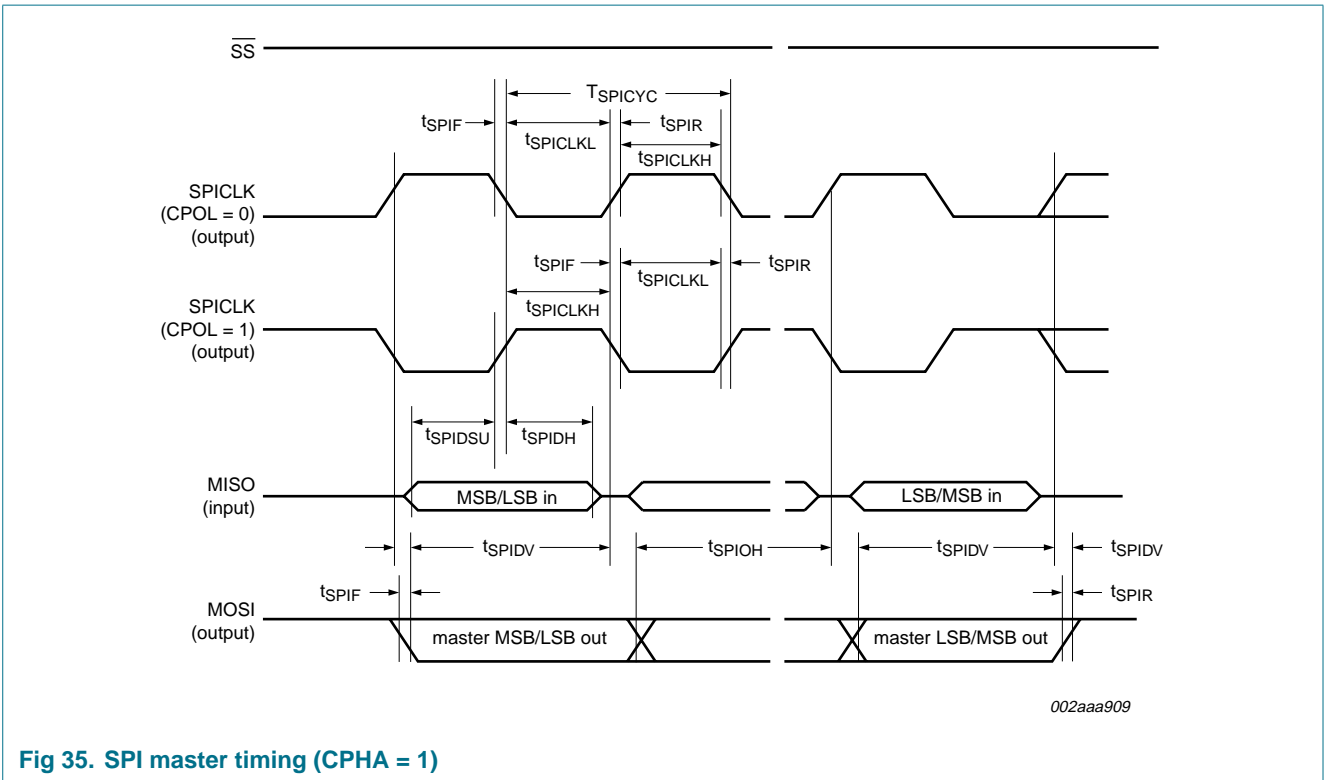 SS
TSPICYC
tSPIF
tSPICLKL
tSPIR
tSPICLKH
SPICLK
(CPOL = 0)
(output)
tSPIF
tSPICLKL
tSPIR
tSPICLKH
SPICLK
(CPOL = 1)
(output)
tSPIDSU
tSPIDH
MISO
(input)
MSB/LSB in
LSB/MSB in
tSPIDV
tSPIOH
tSPIDV
tSPIDV
tSPIF
tSPIR
MOSI
(output)
master MSB/LSB out
master LSB/MSB out
002aaa909
Fig 35. SPI master timing (CPHA = 1)